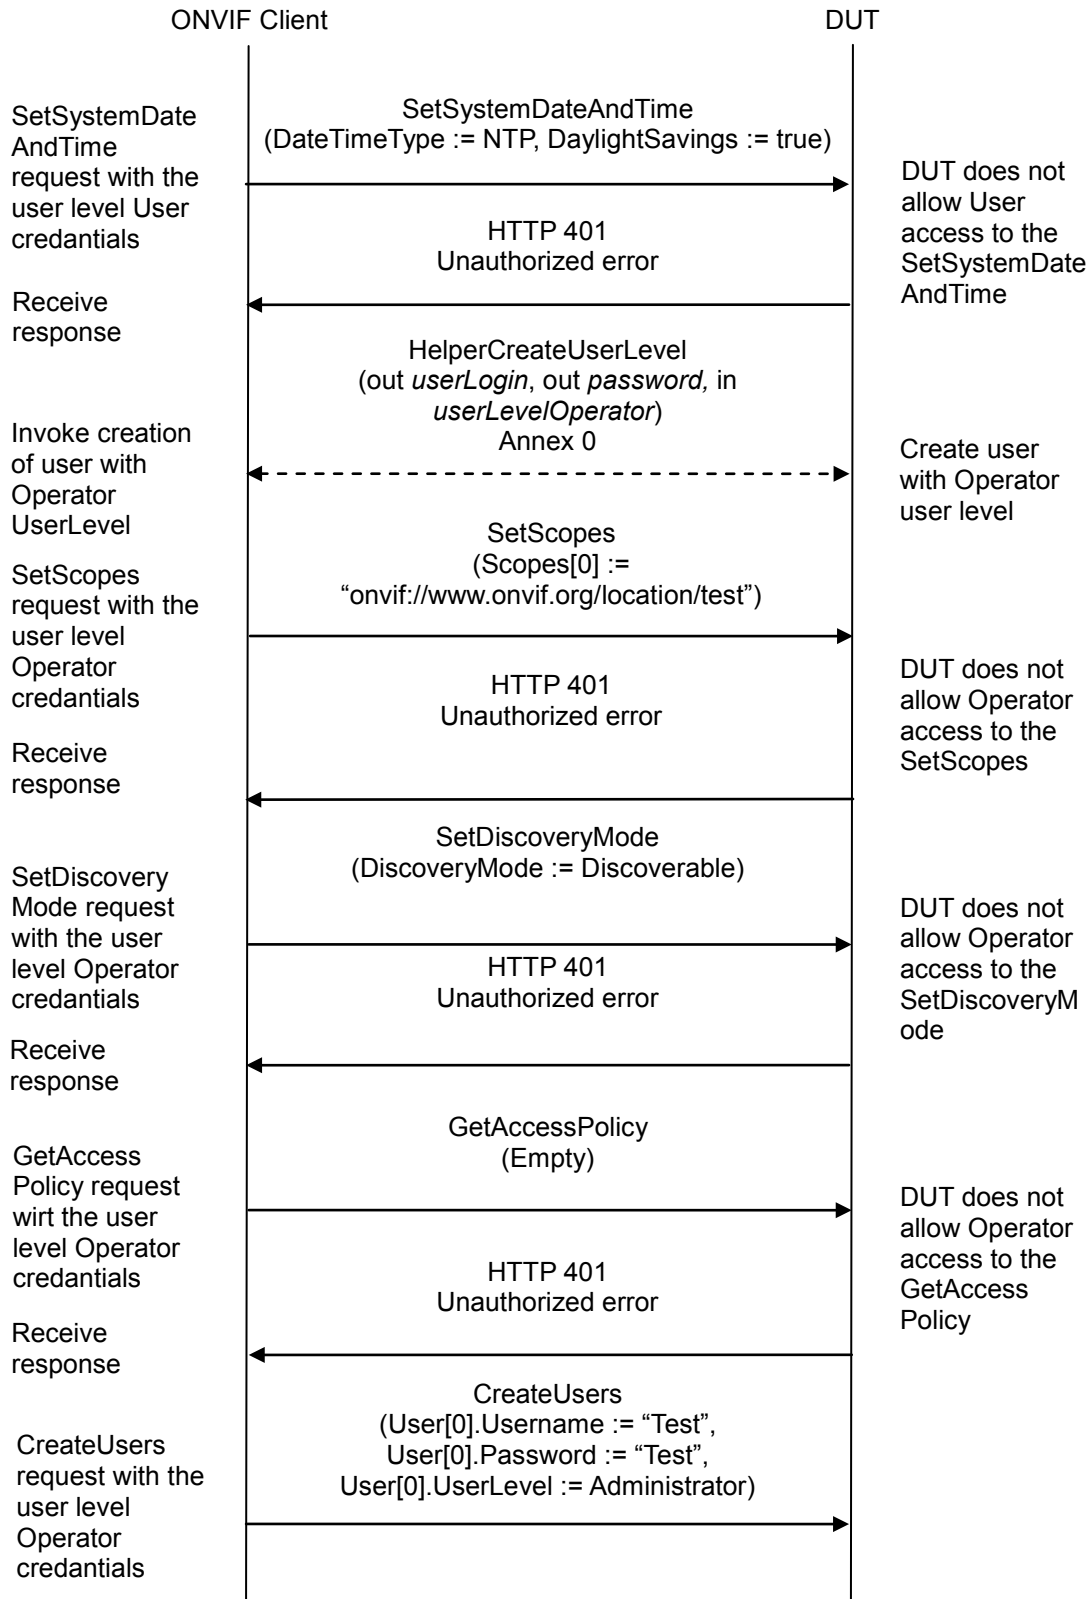 ONVIF Client
DUT
SetSystemDate
AndTime
request with the
user level User
credantials
SetSystemDateAndTime
(DateTimeType := NTP, DaylightSavings := true)
DUT does not
allow User
access to the
SetSystemDate
AndTime
HTTP 401
Unauthorized error
Receive
response
HelperCreateUserLevel
(out userLogin, out password, in
userLevelOperator)
Annex 0
Invoke creation
of user with
Operator
UserLevel
Create user
with Operator
user level
SetScopes
(Scopes[0] :=
“onvif://www.onvif.org/location/test”)
SetScopes
request with the
user level
Operator
credantials
HTTP 401
Unauthorized error
DUT does not
allow Operator
access to the
SetScopes
Receive
response
SetDiscoveryMode
(DiscoveryMode := Discoverable)
SetDiscovery
Mode request
with the user
level Operator
credantials
DUT does not
allow Operator
access to the
SetDiscoveryM
ode
HTTP 401
Unauthorized error
Receive
response
GetAccessPolicy
(Empty)
GetAccess
Policy request
wirt the user
level Operator
credantials
DUT does not
allow Operator
access to the
GetAccess
Policy
HTTP 401
Unauthorized error
Receive
response
CreateUsers
(User[0].Username := “Test”,
User[0].Password := “Test”,
User[0].UserLevel := Administrator)
CreateUsers
request with the
user level
Operator
credantials